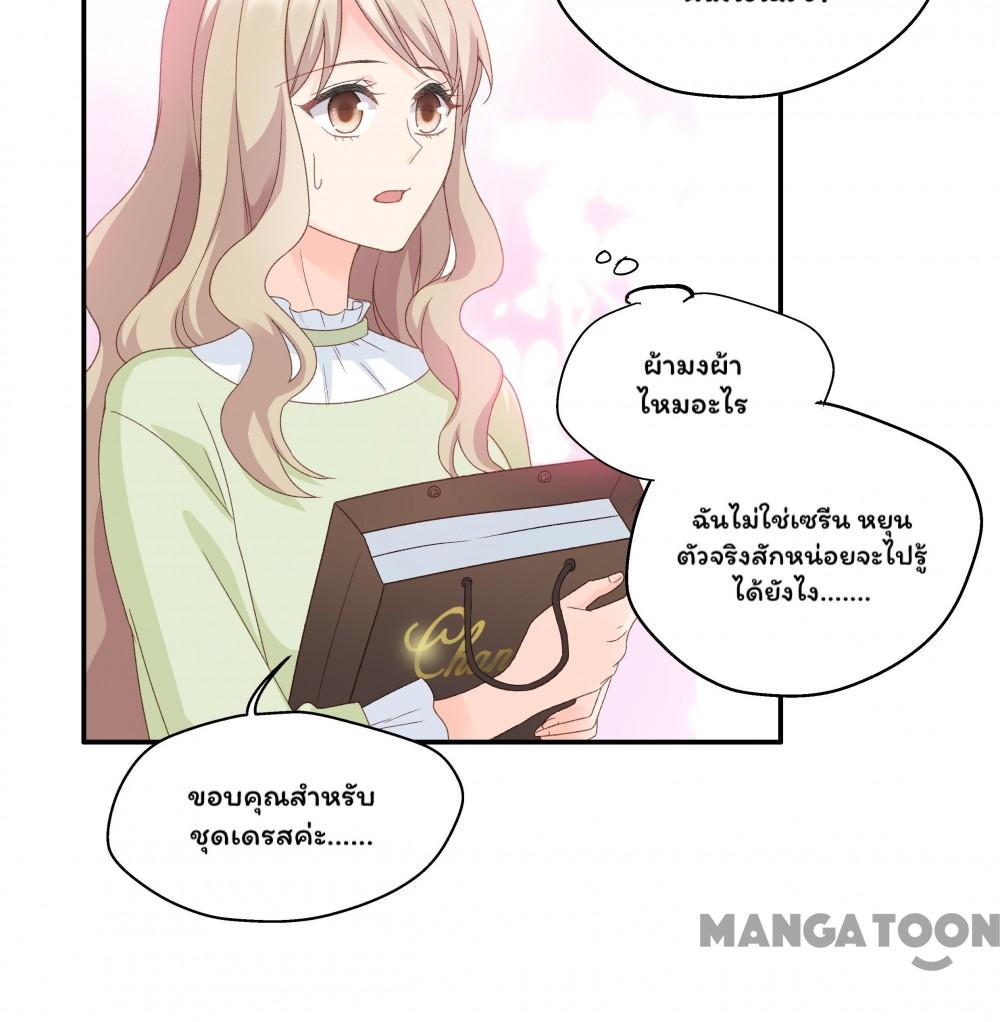 ผ้ามงผ้า
ไหมอะไร
ฉันไม่ใช่เซรีน หยุน
ตัวจริงสักหน่อยจะไปรู้
ได้ยังไง.......
Chan
ขอบคุณสำหรับ
ชุดเดรสค่ะ......
MANGATOON